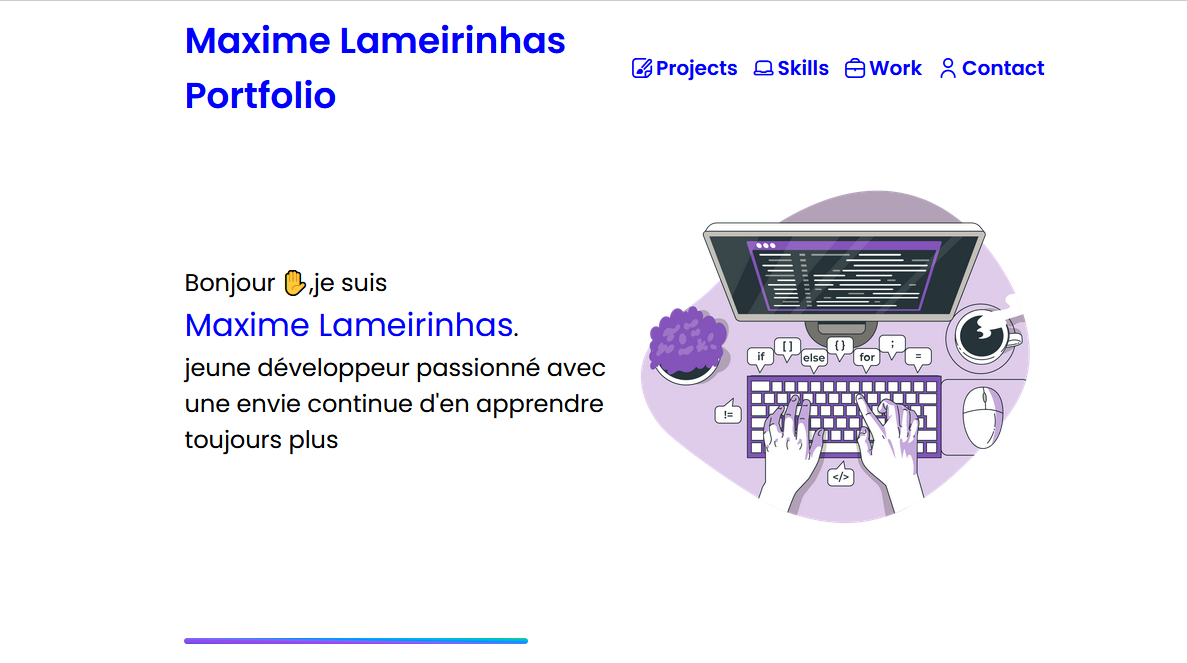 Maxime Lameirinhas
Portfolio
Projects Skills Work Contact
Bonjour ✋,je suis
Maxime Lameirinhas.
jeune développeur passionné avec
une envie continue d'en apprendre
toujours plus
if [ ] else { } for ; =
!=
</>